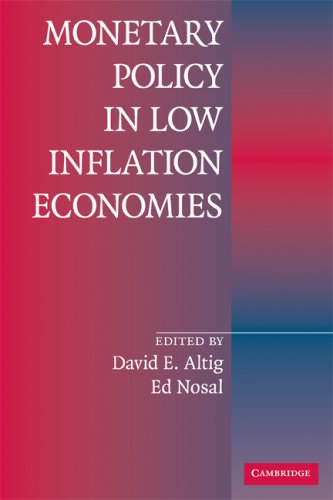 MONETARY
POLICY
IN LOW
INFLATION
ECONOMIES
EDITED BY
David E. Altig
Ed Nosal
CAMBRIDGE